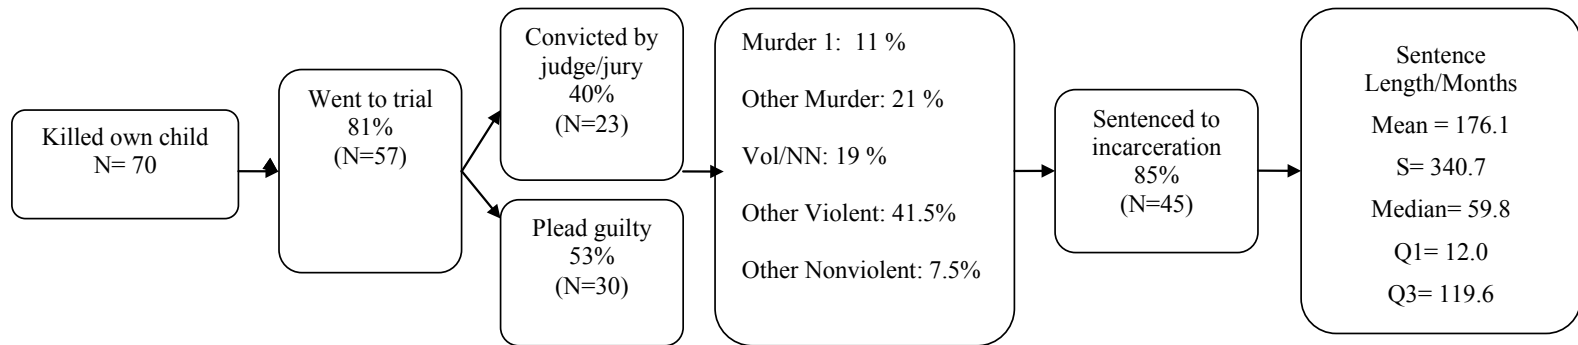 Killed own child
N= 70
Went to trial
81%
(N=57)
Convicted by
judge/jury
40%
(N=23)
Plead guilty
53%
(N=30)
Murder 1:  11 %
Other Murder: 21 %
Vol/NN: 19 %
Other Violent: 41.5%
Other Nonviolent: 7.5%
Sentenced to
incarceration
85%
(N=45)
Sentence
Length/Months
Mean = 176.1
S= 340.7
Median= 59.8
Q1= 12.0
Q3= 119.6